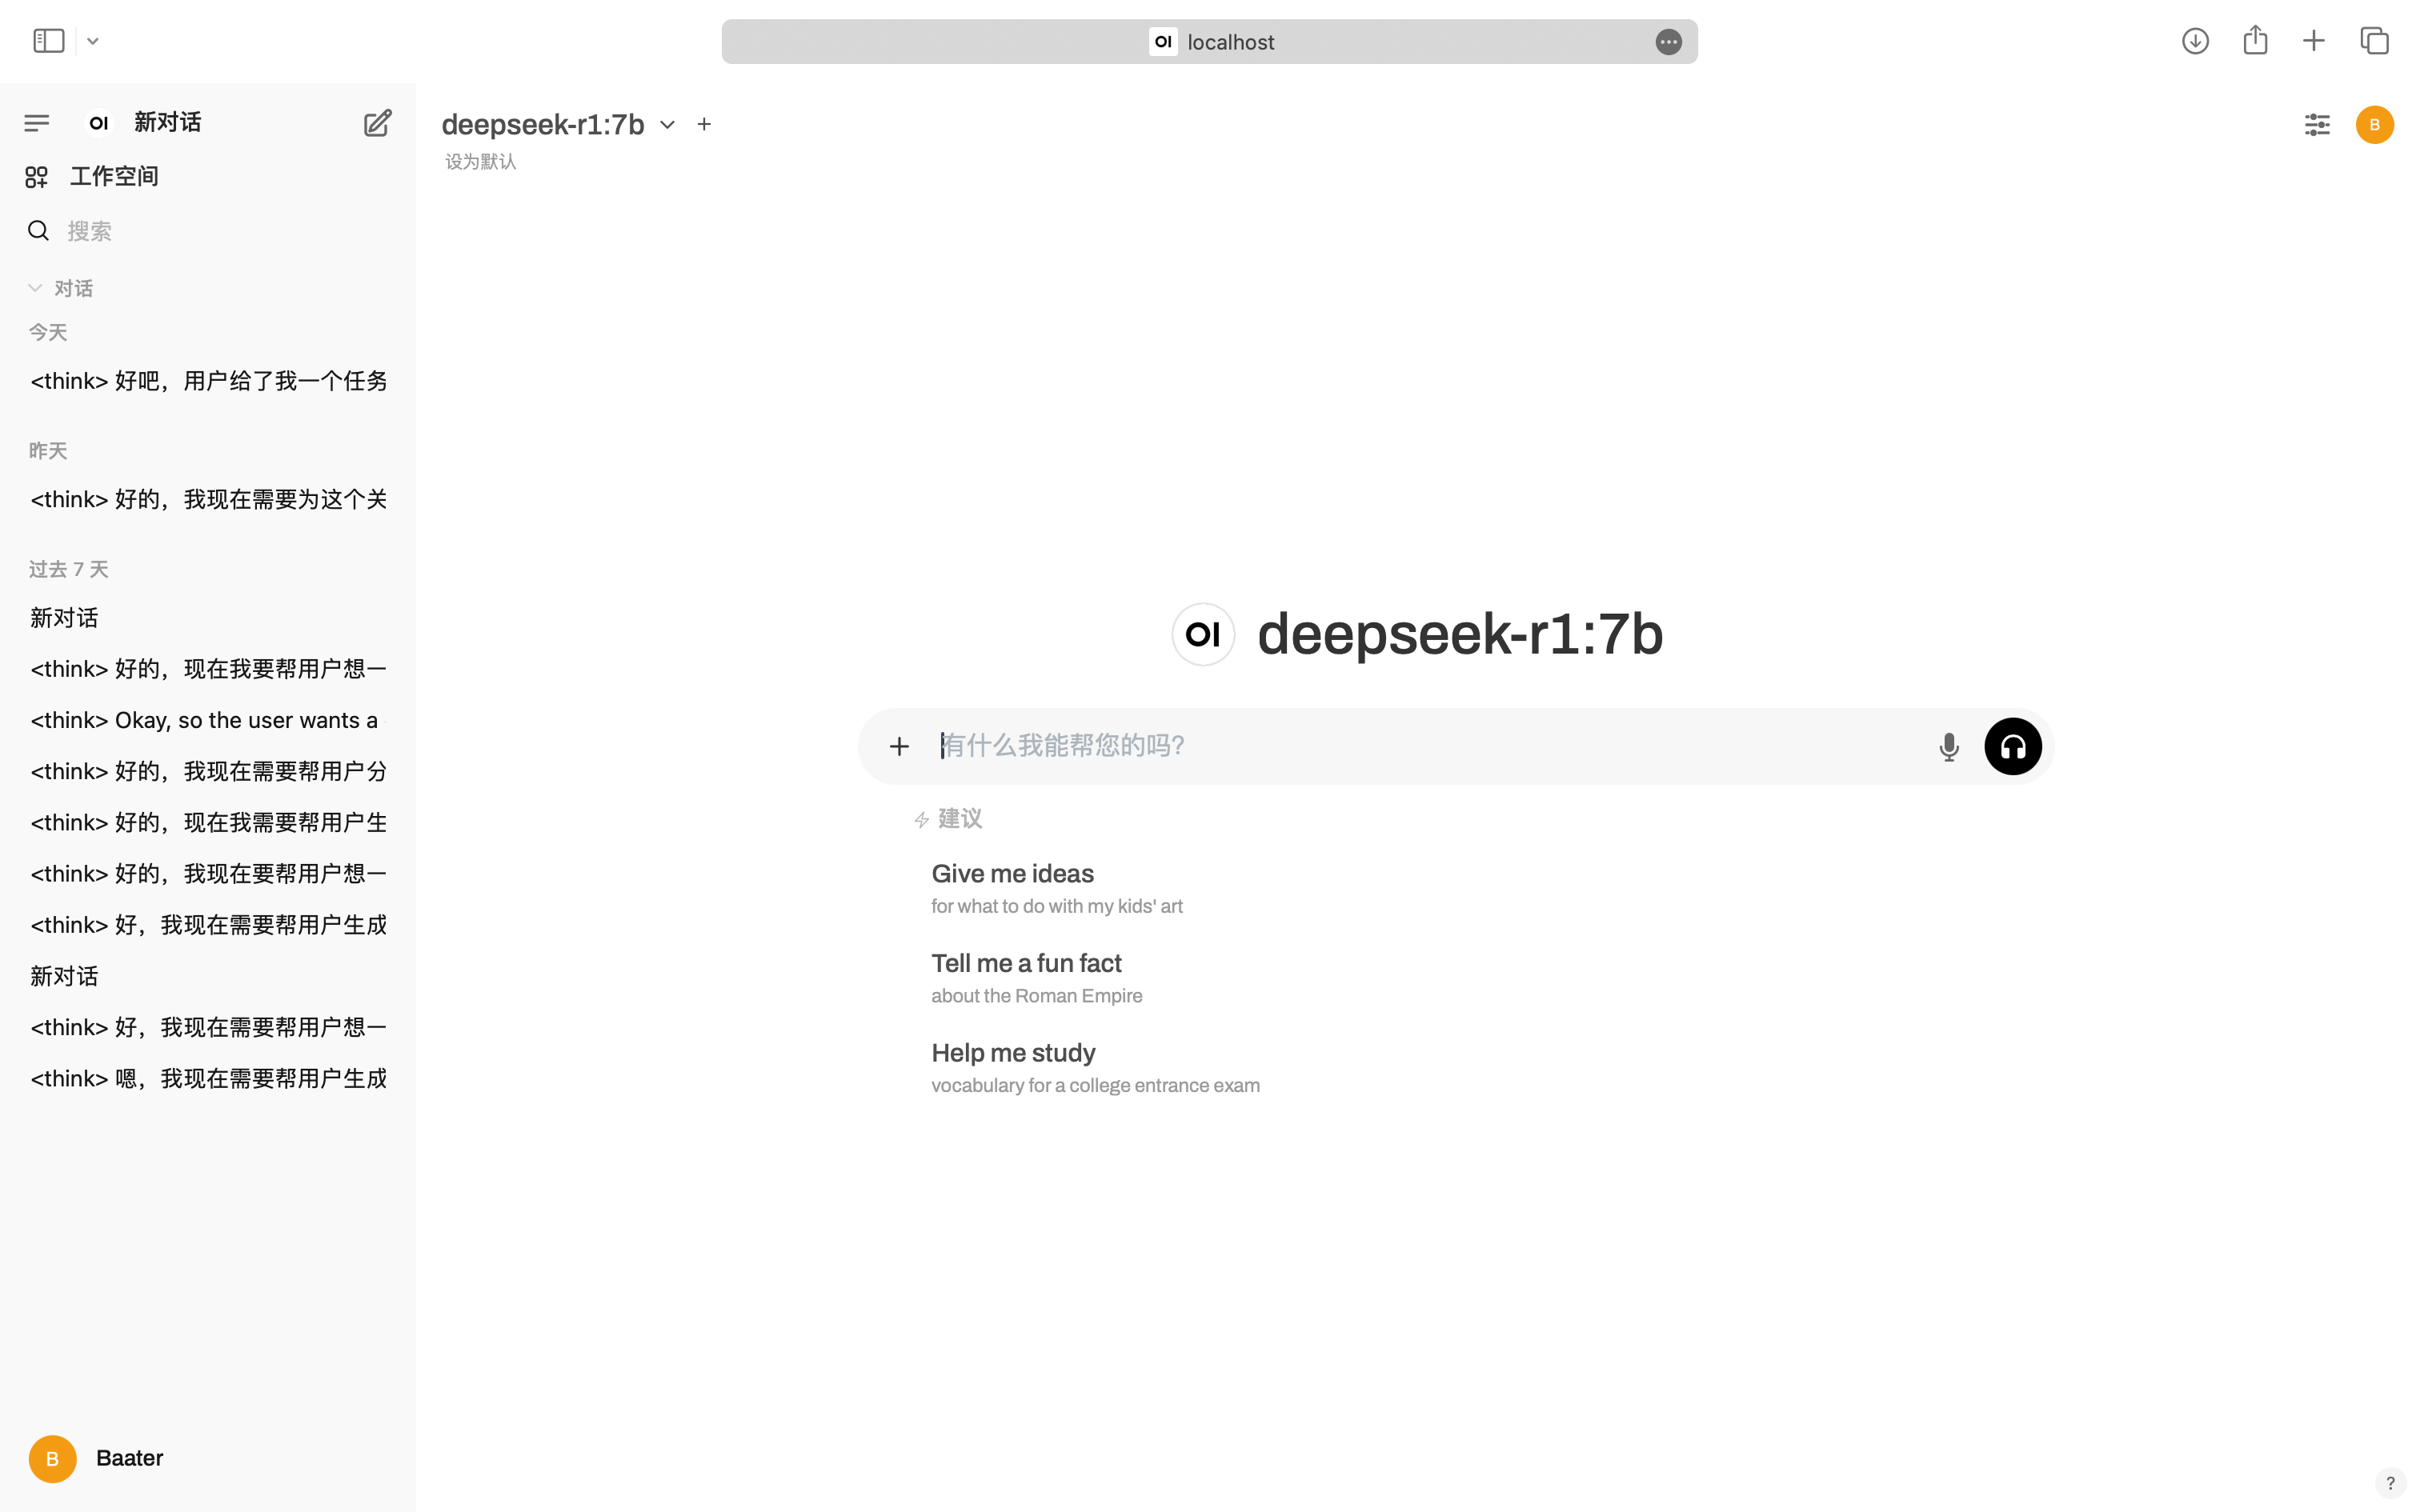 OI localhost
OI 新对话
工作空间
搜索
对话
今天
<think> 好吧，用户给了我一个任务
昨天
<think> 好的，我现在需要为这个关
过去 7 天
新对话
<think> 好的，现在我要帮用户想一
<think> Okay, so the user wants a
<think> 好的，我现在需要帮用户分
<think> 好的，现在我需要帮用户生
<think> 好的，我现在要帮用户想一
<think> 好，我现在需要帮用户生成
新对话
<think> 好，我现在需要帮用户想一
<think> 嗯，我现在需要帮用户生成
B Baater
deepseek-r1:7b
设为默认
B
OI deepseek-r1:7b
有什么我能帮您的吗?
建议
Give me ideas
for what to do with my kids' art
Tell me a fun fact
about the Roman Empire
Help me study
vocabulary for a college entrance exam
?